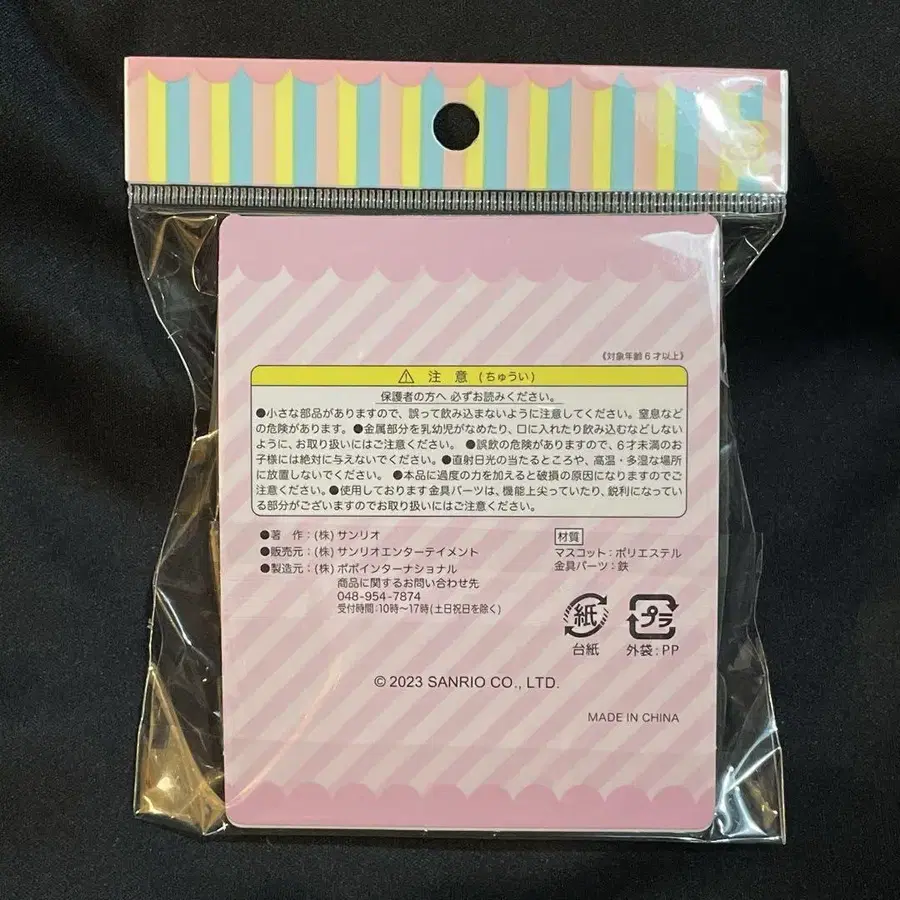 《対象年齢6才以上》
⚠ 注 意 (ちゅうい)
保護者の方へ 必ずお読みください。
●小さな部品がありますので、誤って飲み込まないように注意してください。窒息など
の危険があります。●金属部分を乳幼児がなめたり、口に入れたり飲み込むなどしない
ように、お取り扱いにはご注意ください。 ●誤飲の危険がありますので、6才未満のお
子様には絶対に与えないでください。●直射日光の当たるところや、高温・多湿な場所
に放置しないでください。 ●本品に過度の力を加えると破損の原因になりますのでご
注意ください。●使用しております金具パーツは、機能上尖っていたり、鋭利になってい
る部分がございますのでお取り扱いにはご注意ください。
●著 作：(株) サンリオ
●販売元：(株) サンリオエンターテイメント
●製造元：(株) ポポインターナショナル
商品に関するお問い合わせ先
048-954-7874
受付時間：10時〜17時(土日祝日を除く)
材質
マスコット：ポリエステル
金具パーツ：鉄
紙
台紙
プラ
外袋：PP
© 2023 SANRIO CO., LTD.
MADE IN CHINA